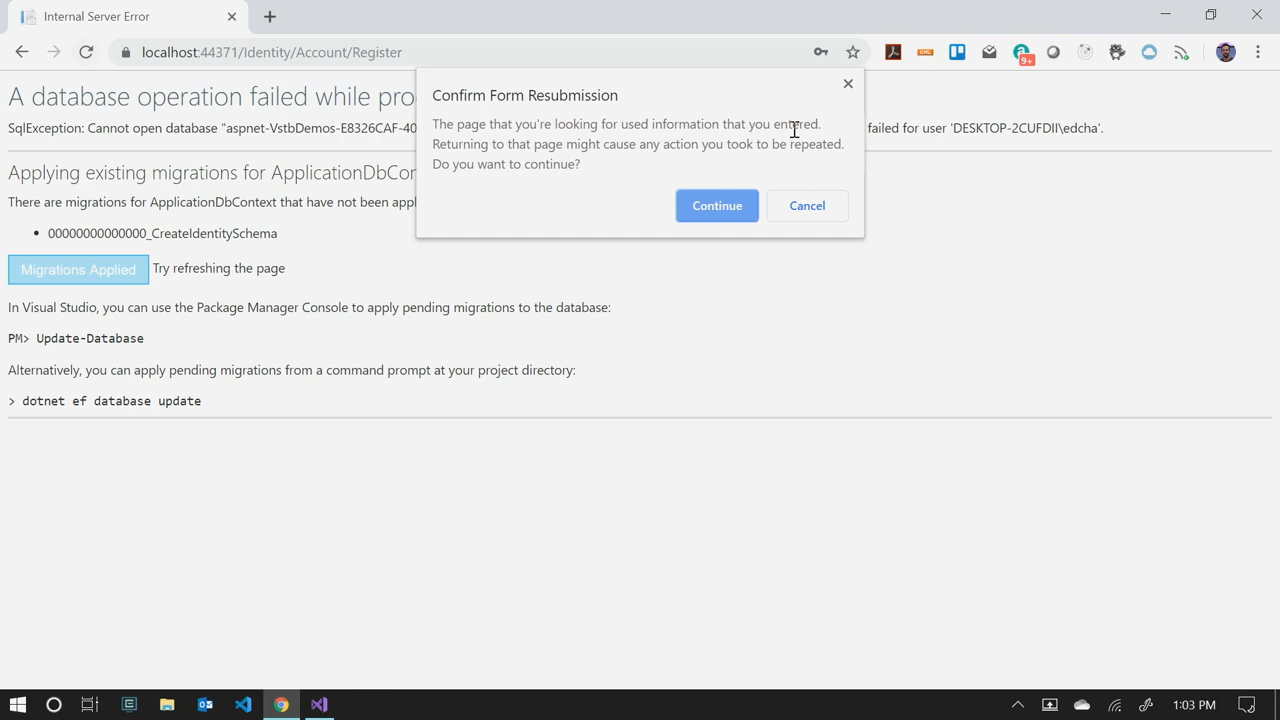 Internal Server Error
localhost:44371/Identity/Account/Register
XML
9+
A database operation failed while pro
SqlException: Cannot open database "aspnet-VstbDemos-E8326CAF-40
failed for user 'DESKTOP-2CUFDII\edcha'.
Confirm Form Resubmission
The page that you're looking for used information that you entered.
Returning to that page might cause any action you took to be repeated.
Do you want to continue?
Continue Cancel
Applying existing migrations for ApplicationDbCor
There are migrations for ApplicationDbContext that have not been appl
• 00000000000000_CreateIdentitySchema
Migrations Applied Try refreshing the page
In Visual Studio, you can use the Package Manager Console to apply pending migrations to the database:
PM> Update-Database
Alternatively, you can apply pending migrations from a command prompt at your project directory:
> dotnet ef database update
1:03 PM